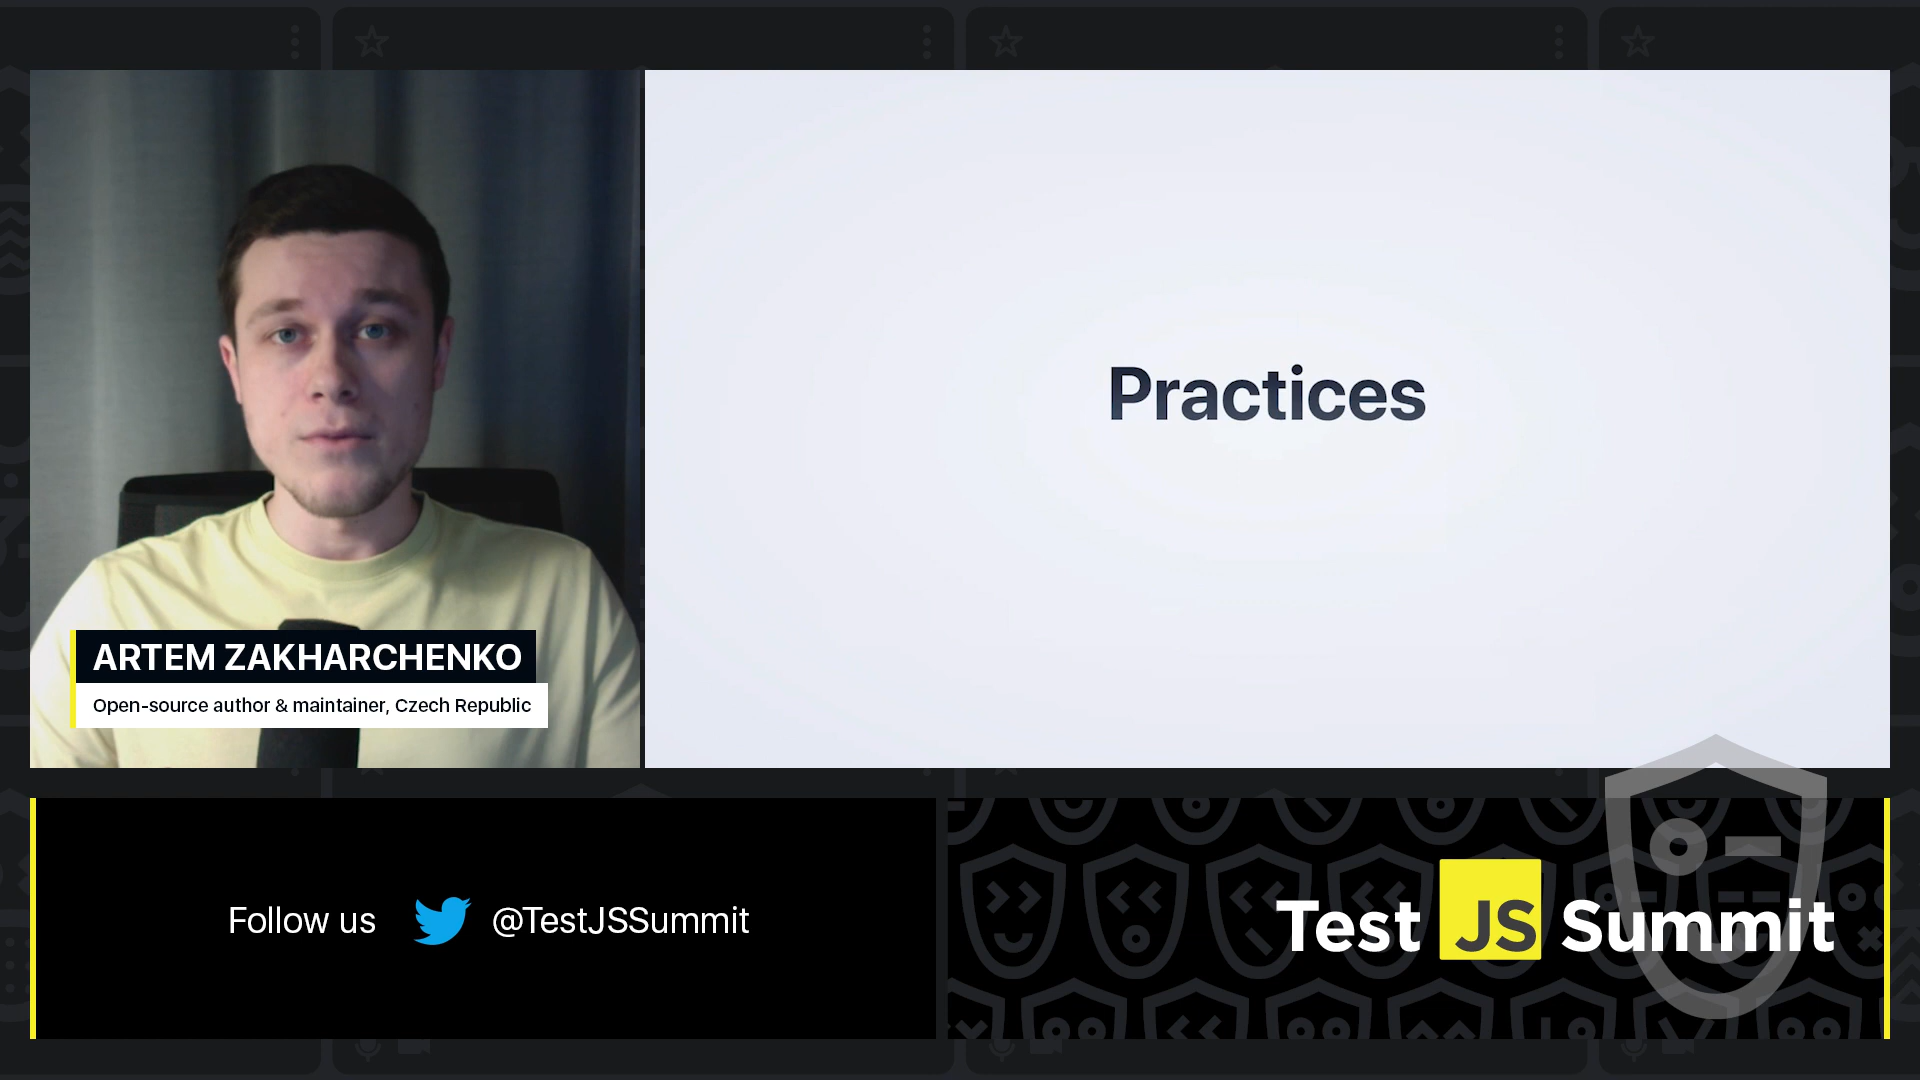 Practices
ARTEM ZAKHARCHENKO
Open-source author & maintainer, Czech Republic
Follow us @TestJSSummit
Test JS Summit